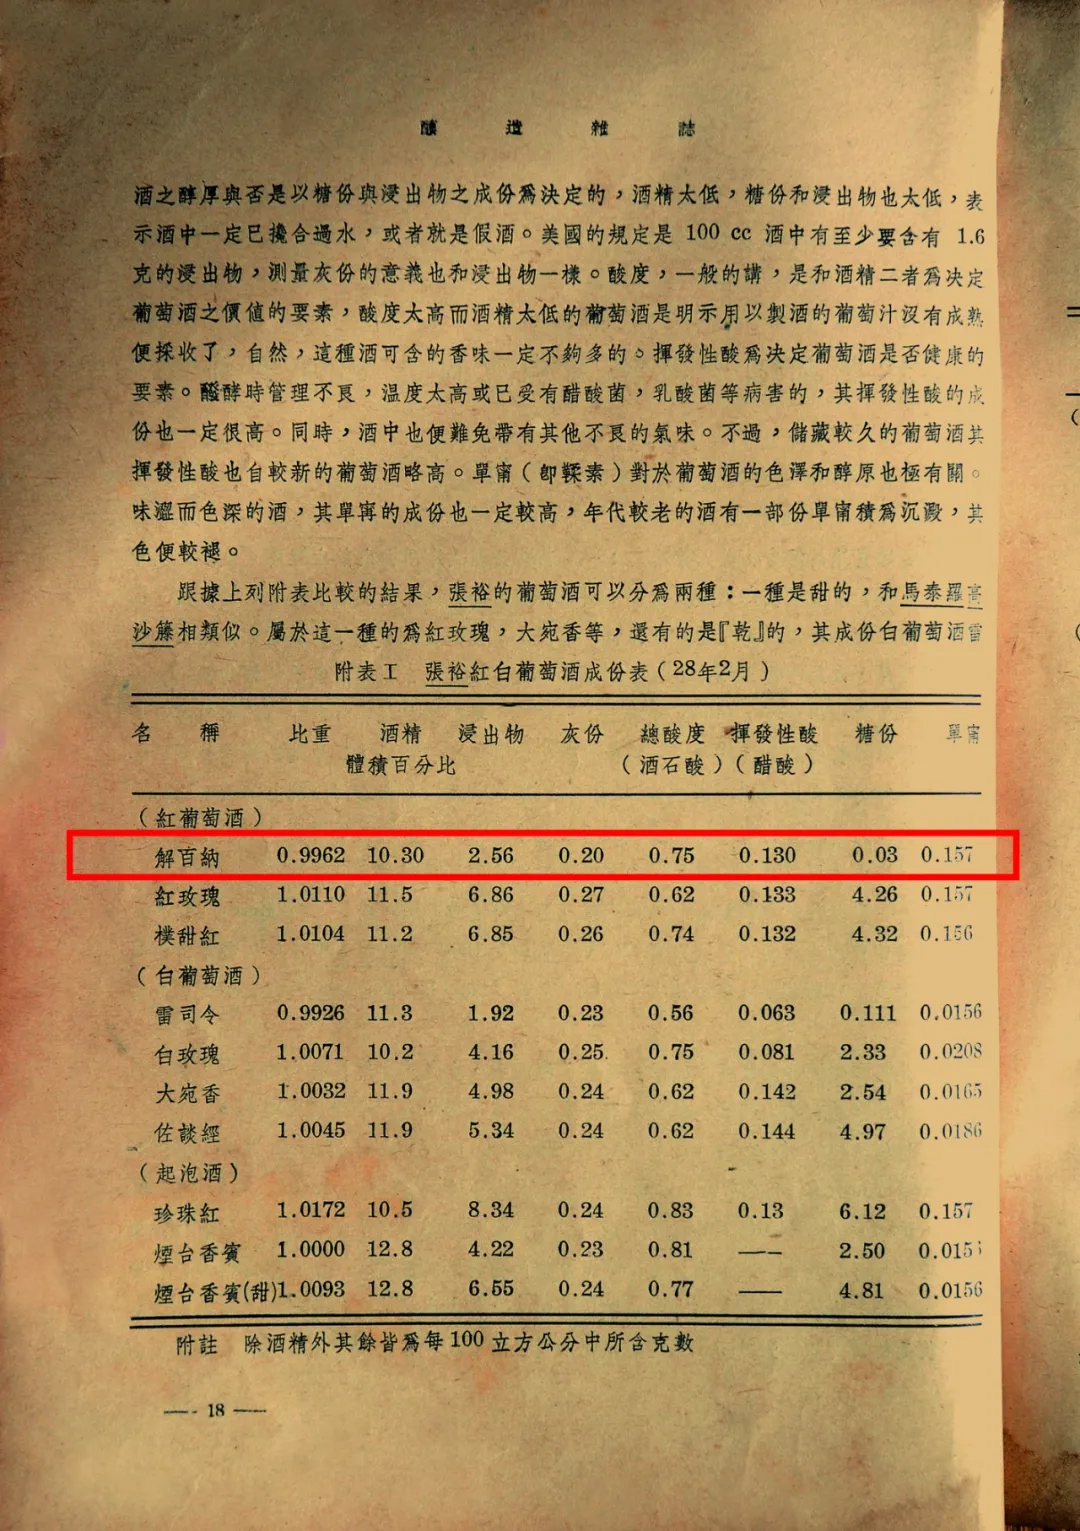 釀造雜誌
酒之醇厚與否是以糖份與浸出物之成份爲決定的，酒精太低，糖份和浸出物也太低，表
示酒中一定已攙合過水，或者就是假酒。美國的規定是 100 cc 酒中有至少要含有 1.6
克的浸出物，測量灰份的意義也和浸出物一樣。酸度，一般的講，是和酒精二者爲決定
葡萄酒之價值的要素，酸度太高而酒精太低的葡萄酒是明示用以製酒的葡萄汁沒有成熟
便採收了，自然，這種酒可含的香味一定不夠多的。揮發性酸爲決定葡萄酒是否健康的
要素。醱酵時管理不良，温度太高或已受有醋酸菌，乳酸菌等病害的，其揮發性酸的成
份也一定很高。同時，酒中也便難免帶有其他不良的氣味。不過，儲藏較久的葡萄酒其
揮發性酸也自較新的葡萄酒略高。單甯（卽鞣素）對於葡萄酒的色澤和醇原也極有關。
味澀而色深的酒，其單寗的成份也一定較高，年代較老的酒有一部份單甯積爲沉澱，其
色便較褪。
跟據上列附表比較的結果，張裕的葡萄酒可以分爲兩種：一種是甜的，和馬泰羅高
沙籐相類似。屬於這一種的爲紅玫瑰，大宛香等，還有的是『乾』的，其成份白葡萄酒雷
附表Ⅰ 張裕紅白葡萄酒成份表（28年2月）
名稱 比重 酒精 浸出物 灰份 總酸度 揮發性酸 糖份 單甯
體積百分比 （酒石酸）（醋酸）
（紅葡萄酒）
解百納 0.9962 10.30 2.56 0.20 0.75 0.130 0.03 0.157
紅玫瑰 1.0110 11.5 6.86 0.27 0.62 0.133 4.26 0.157
樸甜紅 1.0104 11.2 6.85 0.26 0.74 0.132 4.32 0.156
（白葡萄酒）
雷司令 0.9926 11.3 1.92 0.23 0.56 0.063 0.111 0.0156
白玫瑰 1.0071 10.2 4.16 0.25 0.75 0.081 2.33 0.0208
大宛香 1.0032 11.9 4.98 0.24 0.62 0.142 2.54 0.0165
佐談經 1.0045 11.9 5.34 0.24 0.62 0.144 4.97 0.0186
（起泡酒）
珍珠紅 1.0172 10.5 8.34 0.24 0.83 0.13 6.12 0.157
煙台香賓 1.0000 12.8 4.22 0.23 0.81 —— 2.50
煙台香賓(甜) 1.0093 12.8 6.55 0.24 0.77 —— 4.81 0.0156
附註 除酒精外其餘皆爲每100立方公分中所含克數
—— 18 ——